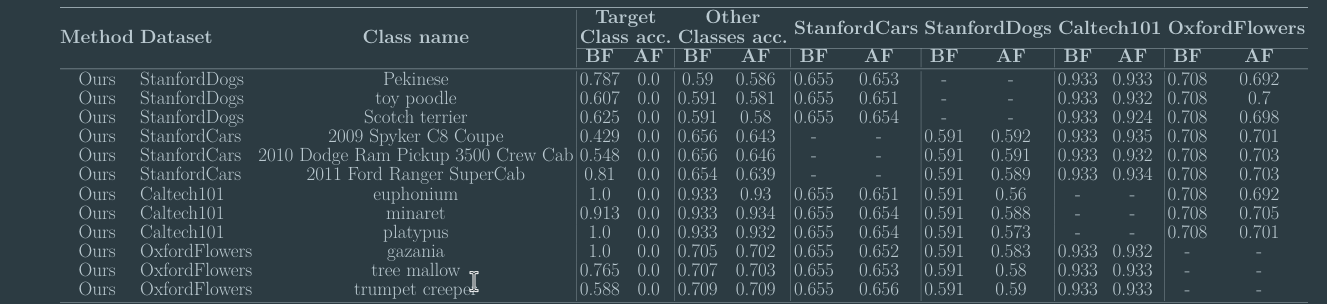 Method Dataset Class name Target Class acc. Other Classes acc. StanfordCars StanfordDogs Caltech101 OxfordFlowers
BF AF BF AF BF AF BF AF BF AF BF AF
Ours StanfordDogs Pekinese 0.787 0.0 0.59 0.586 0.655 0.653 - - 0.933 0.933 0.708 0.692
Ours StanfordDogs toy poodle 0.607 0.0 0.591 0.581 0.655 0.651 - - 0.933 0.932 0.708 0.7
Ours StanfordDogs Scotch terrier 0.625 0.0 0.591 0.58 0.655 0.654 - - 0.933 0.924 0.708 0.698
Ours StanfordCars 2009 Spyker C8 Coupe 0.429 0.0 0.656 0.643 - - 0.591 0.592 0.933 0.935 0.708 0.701
Ours StanfordCars 2010 Dodge Ram Pickup 3500 Crew Cab 0.548 0.0 0.656 0.646 - - 0.591 0.591 0.933 0.932 0.708 0.703
Ours StanfordCars 2011 Ford Ranger SuperCab 0.81 0.0 0.654 0.639 - - 0.591 0.589 0.933 0.934 0.708 0.703
Ours Caltech101 euphonium 1.0 0.0 0.933 0.93 0.655 0.651 0.591 0.56 - - 0.708 0.692
Ours Caltech101 minaret 0.913 0.0 0.933 0.934 0.655 0.654 0.591 0.588 - - 0.708 0.705
Ours Caltech101 platypus 1.0 0.0 0.933 0.932 0.655 0.654 0.591 0.573 - - 0.708 0.701
Ours OxfordFlowers gazania 1.0 0.0 0.705 0.702 0.655 0.652 0.591 0.583 0.933 0.932 - -
Ours OxfordFlowers tree mallow 0.765 0.0 0.707 0.703 0.655 0.653 0.591 0.58 0.933 0.933 - -
Ours OxfordFlowers trumpet creeper 0.588 0.0 0.709 0.709 0.655 0.656 0.591 0.59 0.933 0.933 - -